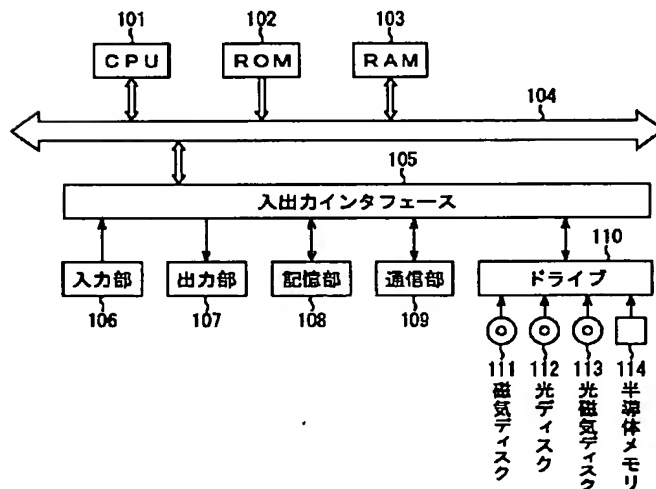 101
102
103
CPU
ROM
RAM
104
105
入出力インタフェース
110
入力部
出力部
記憶部
通信部
ドライブ
106
107
108
109
111
112
113
114
磁気ディスク
光ディスク
光磁気ディスク
半導体メモリ